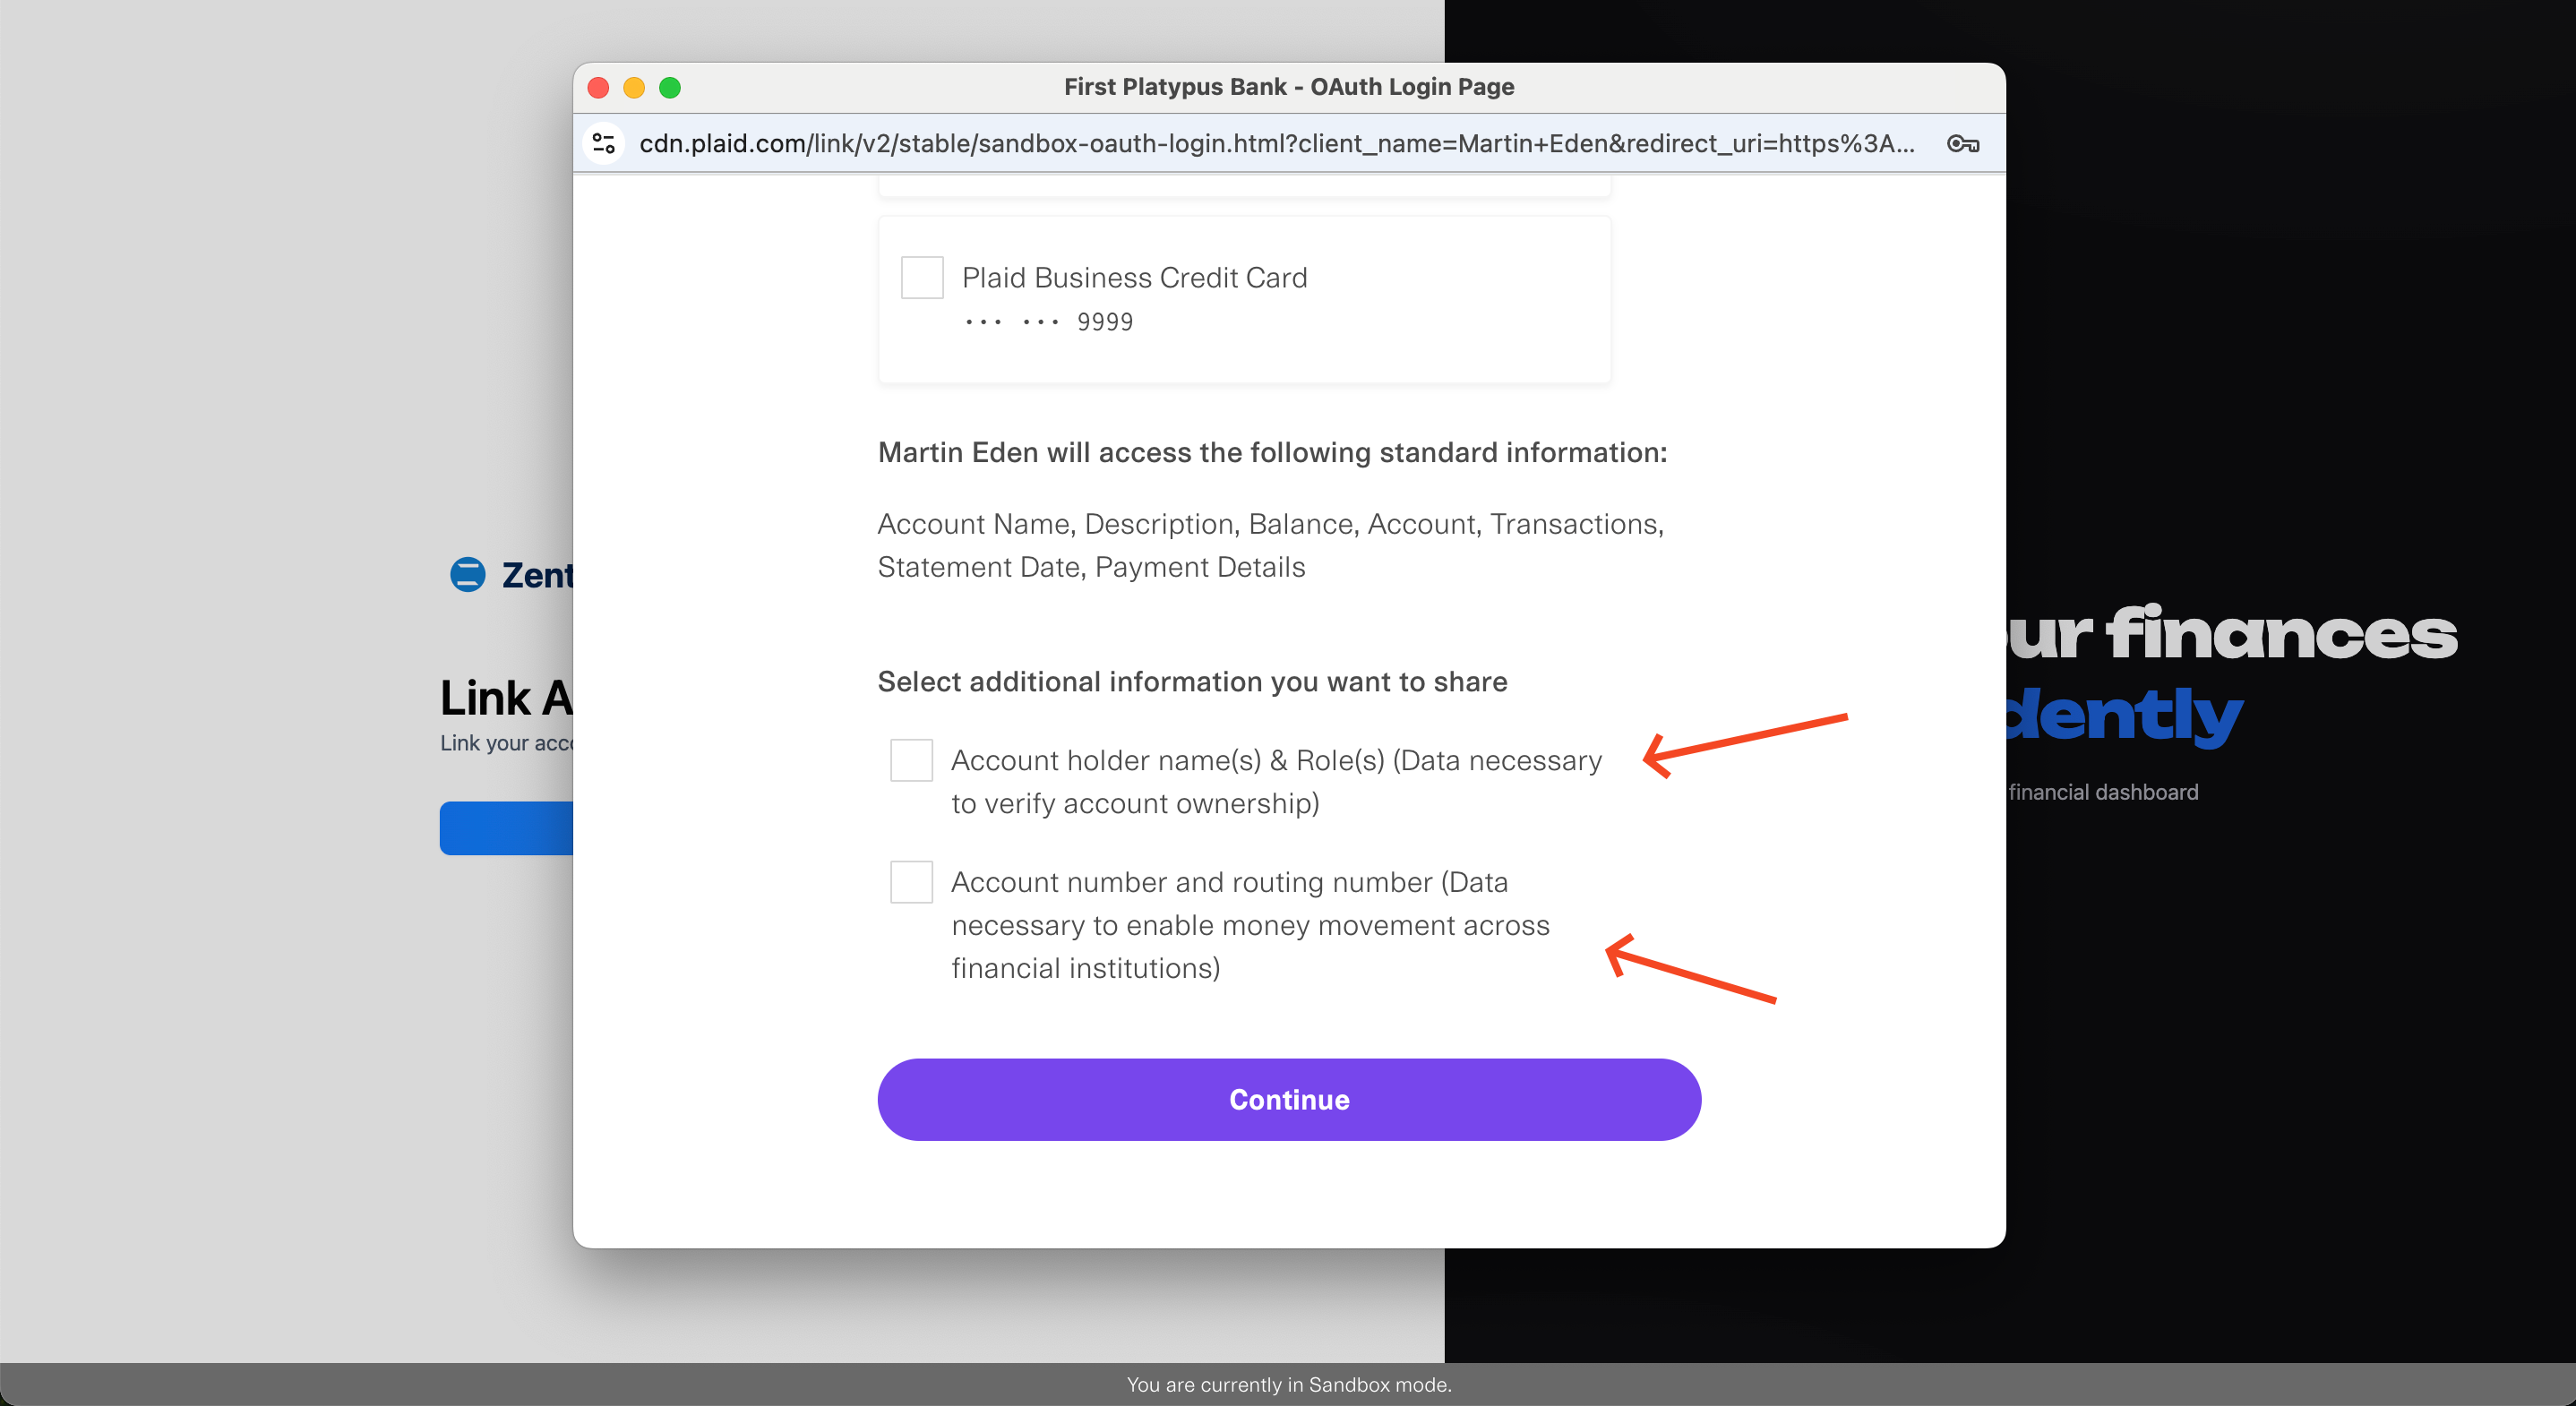 First Platypus Bank - OAuth Login Page
cdn.plaid.com/link/v2/stable/sandbox-oauth-login.html?client_name=Martin+Eden&redirect_uri=https%3A...
Plaid Business Credit Card
••• ••• 9999
Martin Eden will access the following standard information:
Account Name, Description, Balance, Account, Transactions,
Statement Date, Payment Details
Select additional information you want to share
Account holder name(s) & Role(s) (Data necessary
to verify account ownership)
Account number and routing number (Data
necessary to enable money movement across
financial institutions)
Continue
Zent
Link A
Link your acco
ur finances
dently
financial dashboard
You are currently in Sandbox mode.